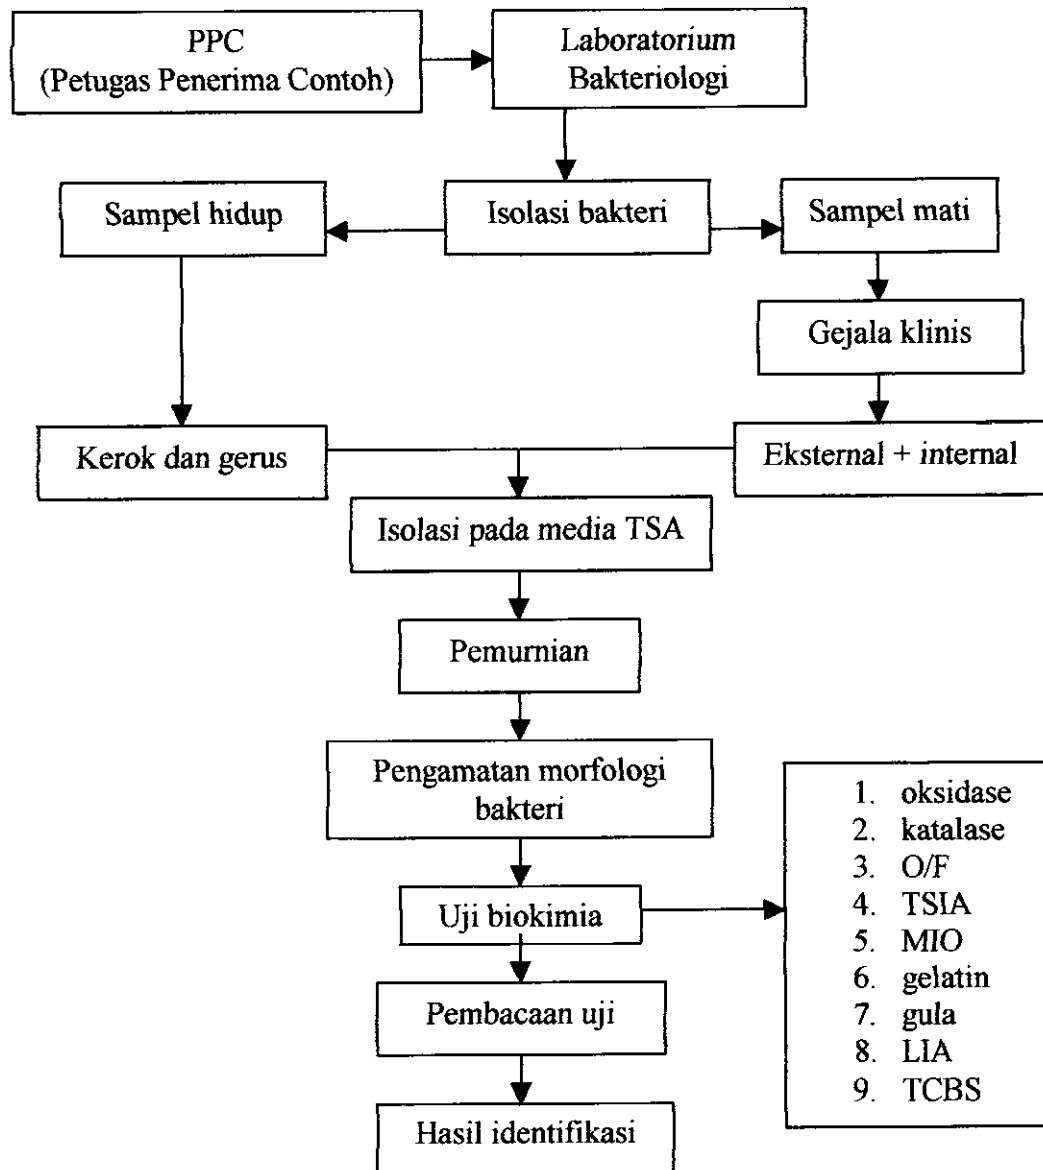 PPC
(Petugas Penerima Contoh)
Laboratorium
Bakteriologi
Sampel hidup
Isolasi bakteri
Sampel mati
Gejala klinis
Kerok dan gerus
Eksternal + internal
Isolasi pada media TSA
Pemurnian
Pengamatan morfologi
bakteri
Uji biokimia
1. oksidase
2. katalase
3. O/F
4. TSIA
5. MIO
6. gelatin
7. gula
8. LIA
9. TCBS
Pembacaan uji
Hasil identifikasi